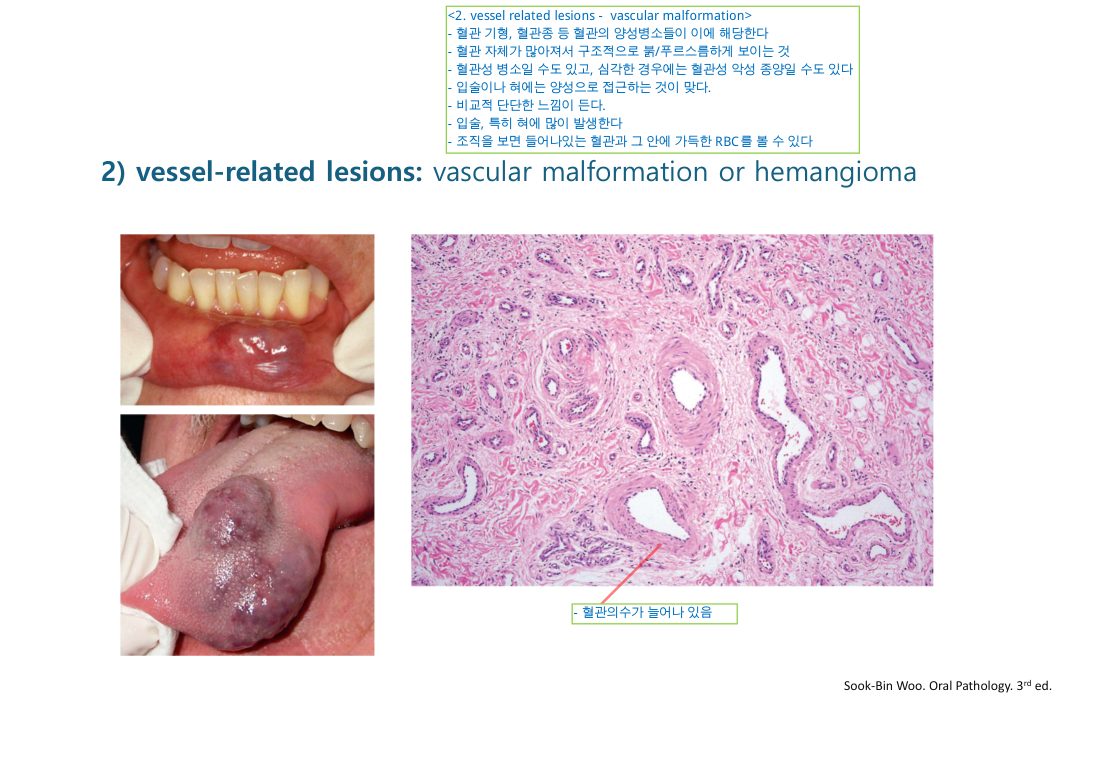 <2. vessel related lesions - vascular malformation>
- 혈관 기형, 혈관종 등 혈관의 양성병소들이 이에 해당한다
- 혈관 자체가 많아져서 구조적으로 붉/푸르스름하게 보이는 것
- 혈관성 병소일 수도 있고, 심각한 경우에는 혈관성 악성 종양일 수도 있다
- 입술이나 혀에는 양성으로 접근하는 것이 맞다.
- 비교적 단단한 느낌이 든다.
- 입술, 특히 혀에 많이 발생한다
- 조직을 보면 들어나있는 혈관과 그 안에 가득한 RBC를 볼 수 있다
2) vessel-related lesions: vascular malformation or hemangioma
- 혈관의수가 늘어나 있음
Sook-Bin Woo. Oral Pathology. 3rd ed.